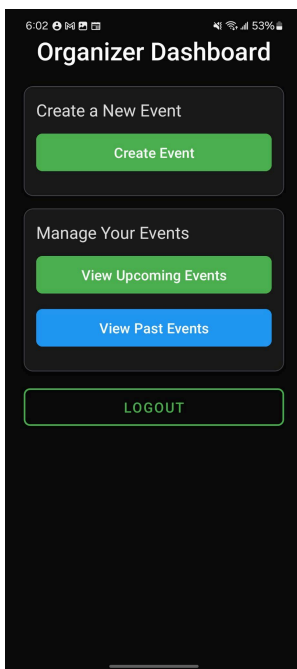 6:02 53%
Organizer Dashboard
Create a New Event
Create Event
Manage Your Events
View Upcoming Events
View Past Events
LOGOUT